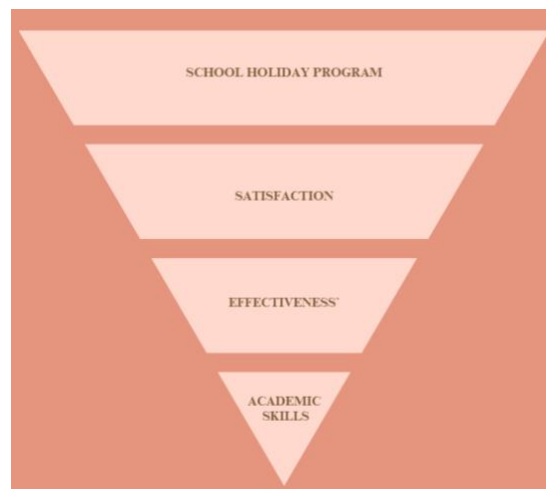 SCHOOL HOLIDAY PROGRAM
SATISFACTION
EFFECTIVENESS'
ACADEMIC
SKILLS